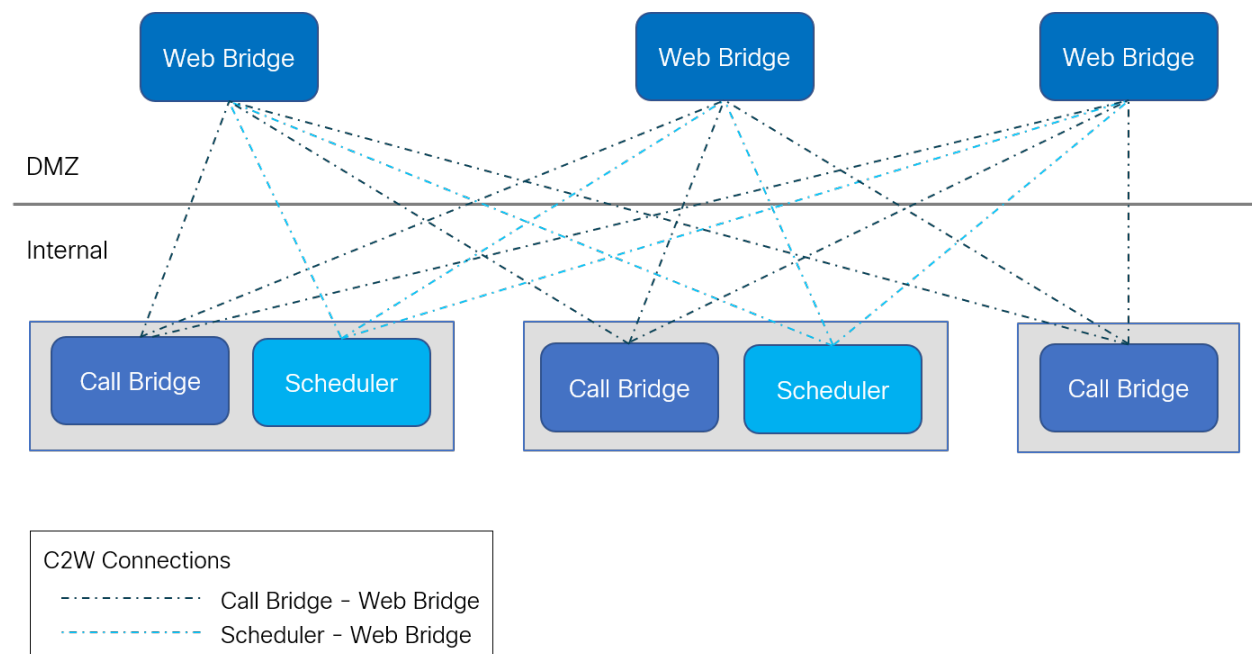 Web Bridge
Web Bridge
Web Bridge
DMZ
Internal
Call Bridge
Scheduler
Call Bridge
Scheduler
Call Bridge
C2W Connections
Call Bridge - Web Bridge
Scheduler - Web Bridge